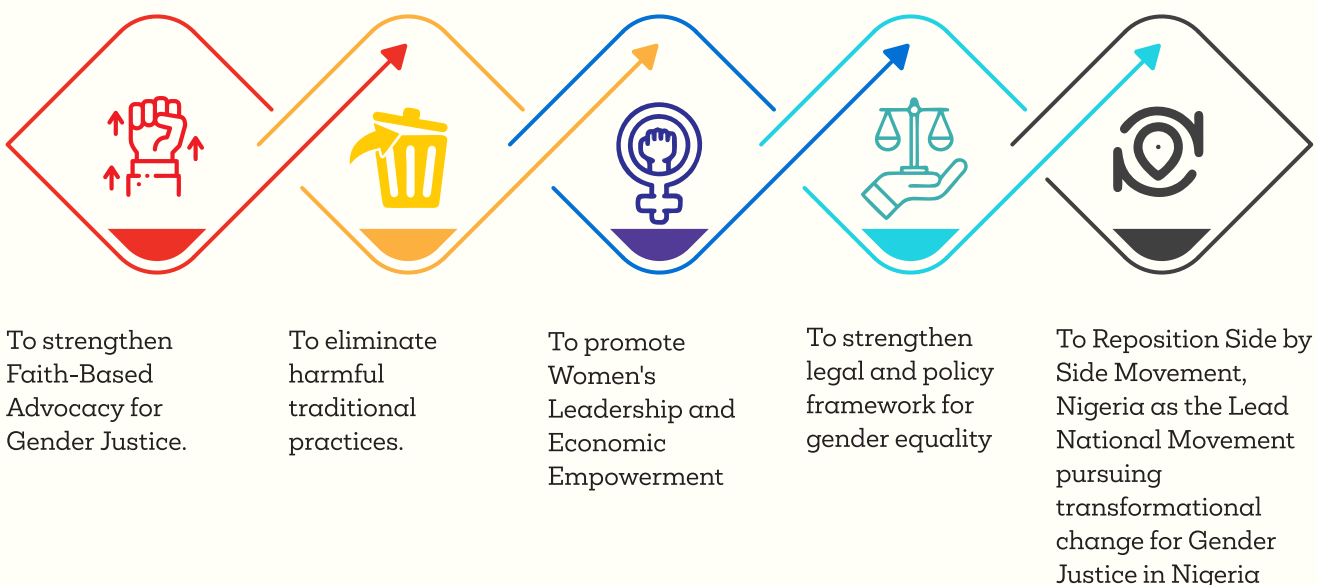 To strengthen
Faith-Based
Advocacy for
Gender Justice.
To eliminate
harmful
traditional
practices.
To promote
Women's
Leadership and
Economic
Empowerment
To strengthen
legal and policy
framework for
gender equality
To Reposition Side by
Side Movement,
Nigeria as the Lead
National Movement
pursuing
transformational
change for Gender
Justice in Nigeria